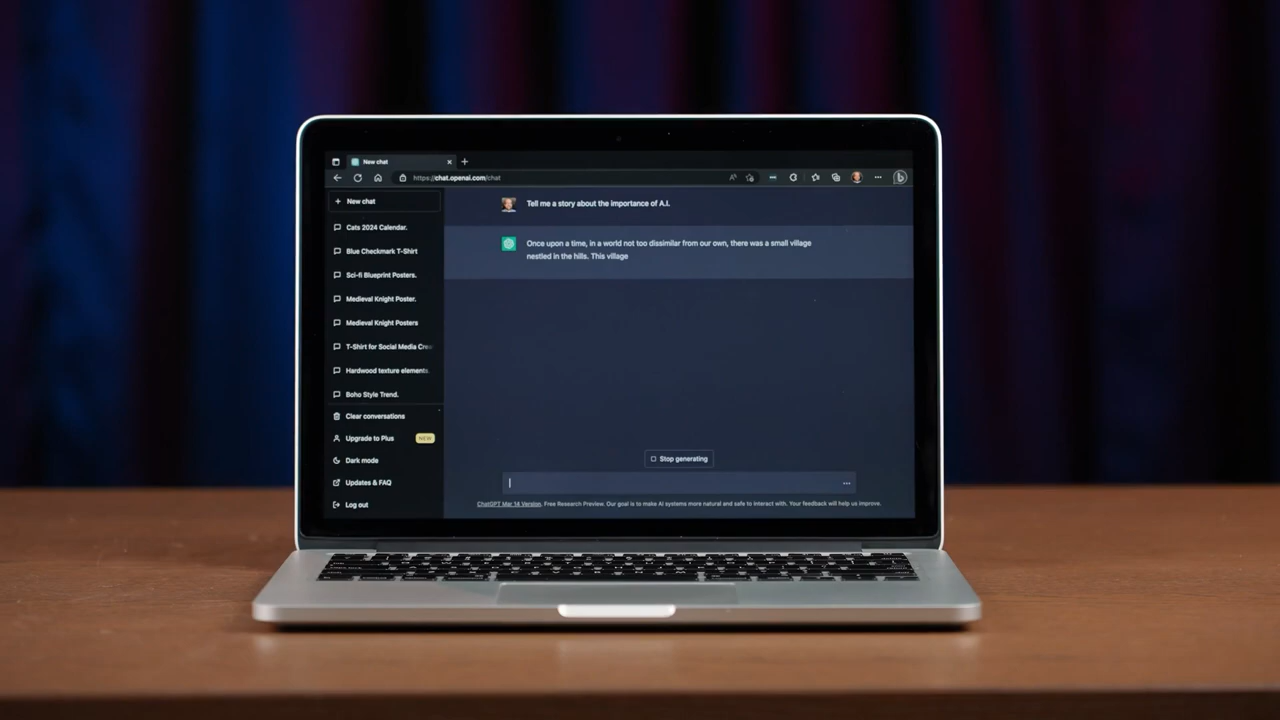 New chat
https://chat.openai.com/chat
New chat
Cats 2024 Calendar.
Blue Checkmark T-Shirt
Sci-fi Blueprint Posters.
Medieval Knight Poster.
Medieval Knight Posters
T-Shirt for Social Media Cre
Hardwood texture elements.
Boho Style Trend.
Clear conversations
Upgrade to Plus NEW
Dark mode
Updates & FAQ
Log out
Tell me a story about the importance of A.I.
Once upon a time, in a world not too dissimilar from our own, there was a small village
nestled in the hills. This village
Stop generating
ChatGPT Mar 14 Version. Free Research Preview. Our goal is to make AI systems more natural and safe to interact with. Your feedback will help us improve.